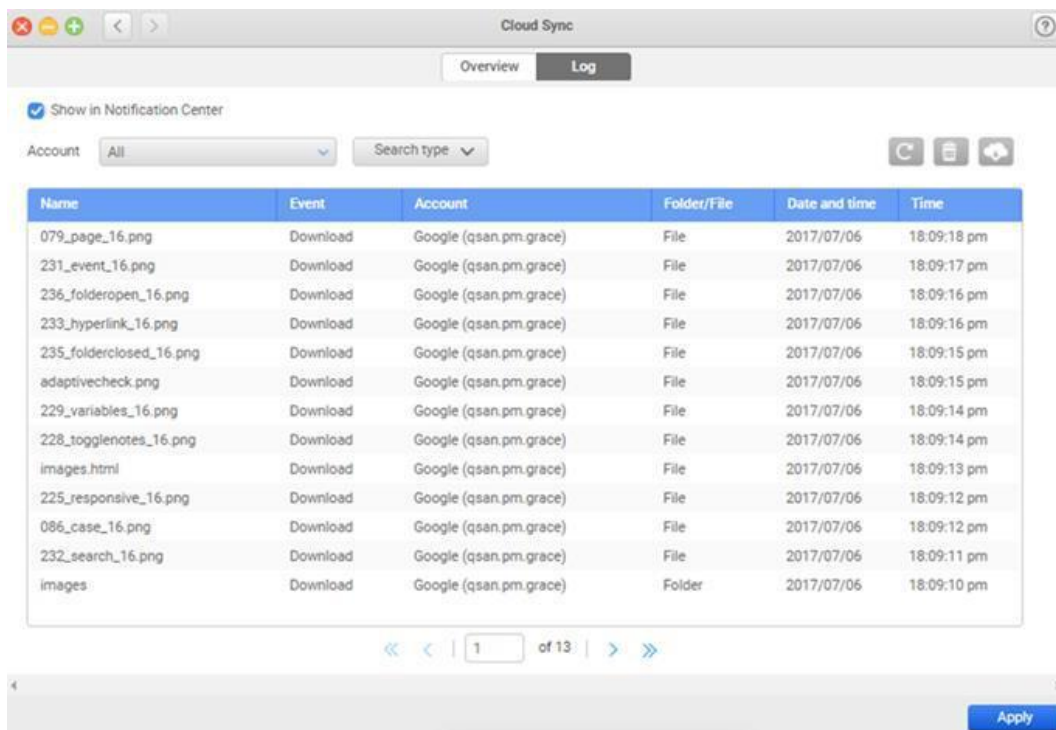 Cloud Sync
Overview Log
Show in Notification Center
Account All Search type
Name Event Account Folder/File Date and time Time
079_page_16.png Download Google (qsan.pm.grace) File 2017/07/06 18:09:18 pm
231_event_16.png Download Google (qsan.pm.grace) File 2017/07/06 18:09:17 pm
236_folderopen_16.png Download Google (qsan.pm.grace) File 2017/07/06 18:09:16 pm
233_hyperlink_16.png Download Google (qsan.pm.grace) File 2017/07/06 18:09:16 pm
235_folderclosed_16.png Download Google (qsan.pm.grace) File 2017/07/06 18:09:15 pm
adaptivecheck.png Download Google (qsan.pm.grace) File 2017/07/06 18:09:15 pm
229_variables_16.png Download Google (qsan.pm.grace) File 2017/07/06 18:09:14 pm
228_togglenotes_16.png Download Google (qsan.pm.grace) File 2017/07/06 18:09:14 pm
images.html Download Google (qsan.pm.grace) File 2017/07/06 18:09:13 pm
225_responsive_16.png Download Google (qsan.pm.grace) File 2017/07/06 18:09:12 pm
086_case_16.png Download Google (qsan.pm.grace) File 2017/07/06 18:09:12 pm
232_search_16.png Download Google (qsan.pm.grace) File 2017/07/06 18:09:11 pm
images Download Google (qsan.pm.grace) Folder 2017/07/06 18:09:10 pm
1 of 13
Apply